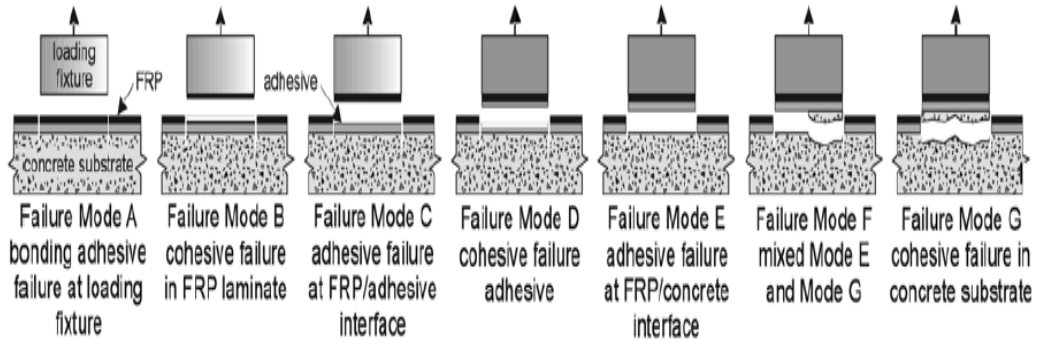 loading
fixture
FRP
adhesive
concrete substrate
Failure Mode A
bonding adhesive
failure at loading
fixture
Failure Mode B
cohesive failure
in FRP laminate
Failure Mode C
adhesive failure
at FRP/adhesive
interface
Failure Mode D
cohesive failure
adhesive
Failure Mode E
adhesive failure
at FRP/concrete
interface
Failure Mode F
mixed Mode E
and Mode G
Failure Mode G
cohesive failure in
concrete substrate